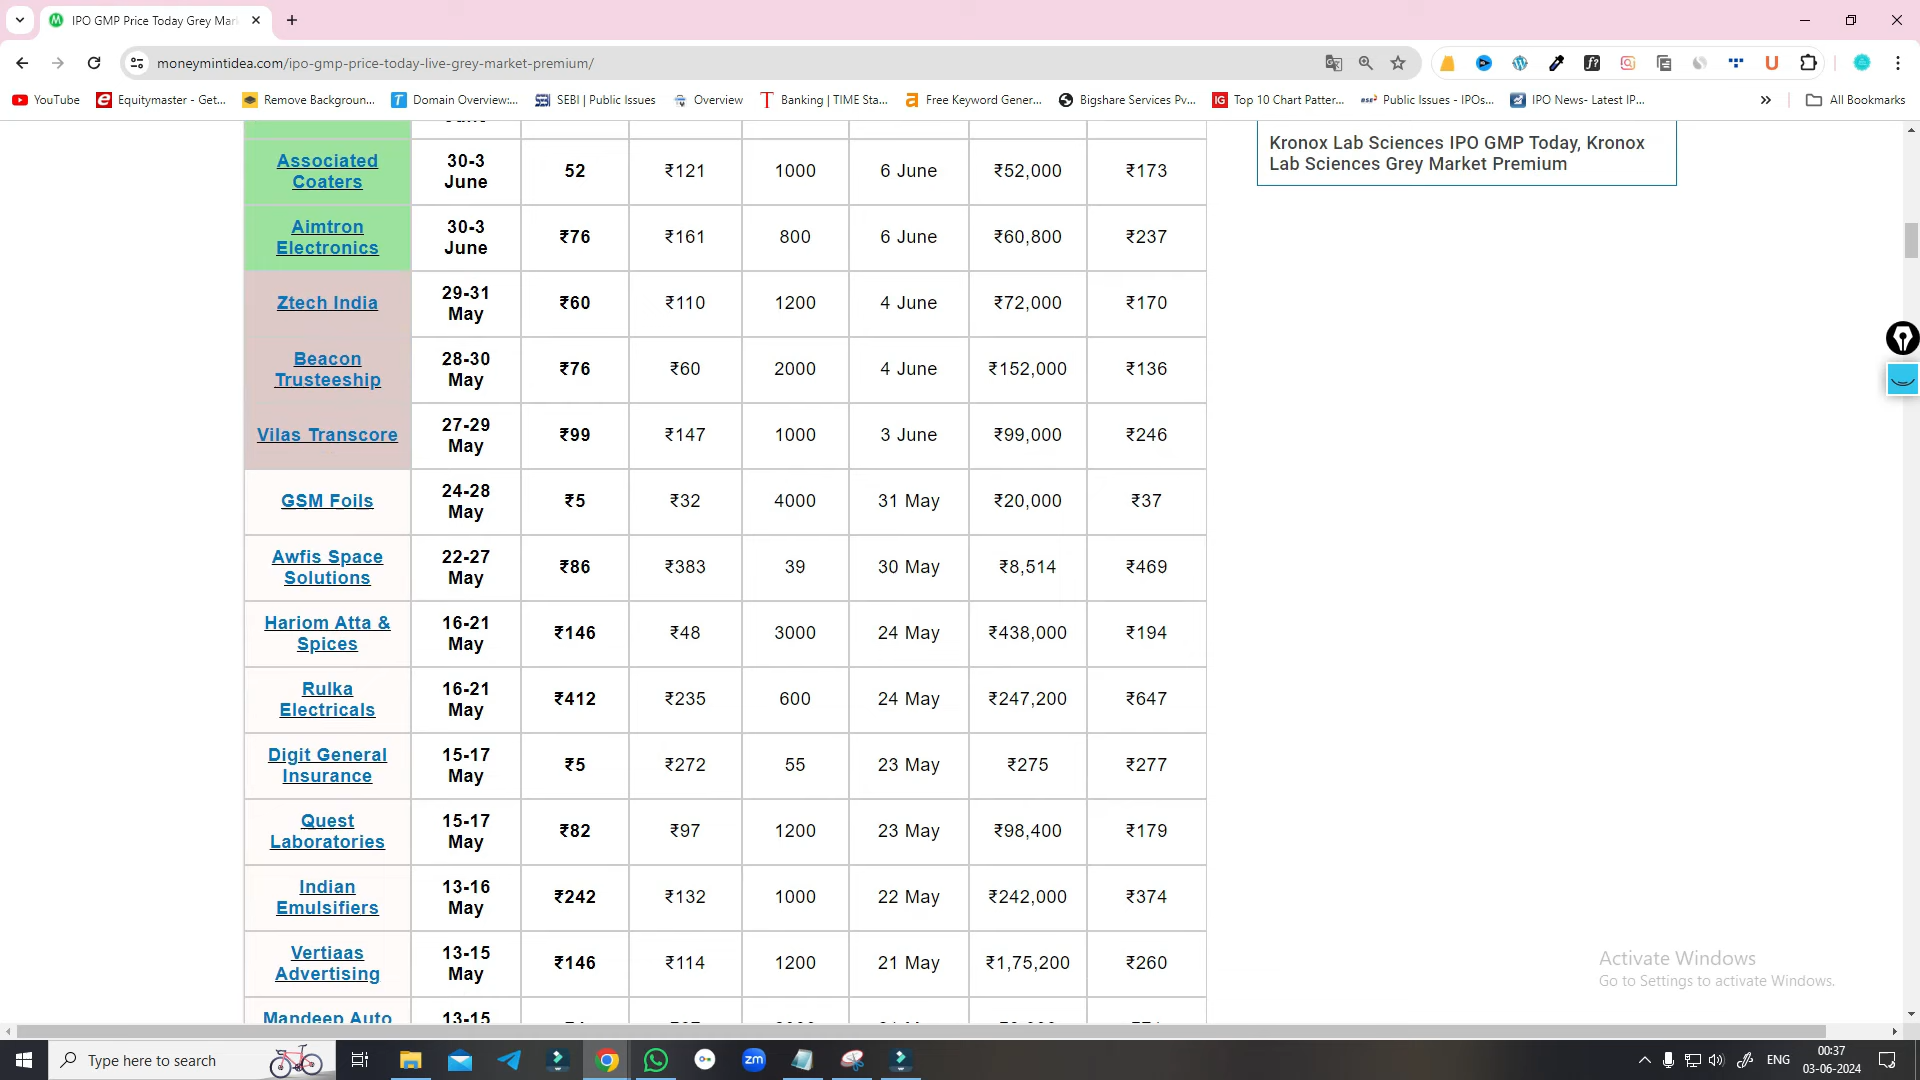 IPO GMP Price Today Grey Mar
moneymintidea.com/ipo-gmp-price-today-live-grey-market-premium/
YouTube
Equitymaster - Get...
Remove Backgroun...
Domain Overview:...
SEBI | Public Issues
Overview
Banking | TIME Sta...
Free Keyword Gener...
Bigshare Services Pv...
Top 10 Chart Patter...
Public Issues - IPOs...
IPO News- Latest IP...
All Bookmarks
June
Associated Coaters 30-3 June 52 ₹121 1000 6 June ₹52,000 ₹173
Aimtron Electronics 30-3 June ₹76 ₹161 800 6 June ₹60,800 ₹237
Ztech India 29-31 May ₹60 ₹110 1200 4 June ₹72,000 ₹170
Beacon Trusteeship 28-30 May ₹76 ₹60 2000 4 June ₹152,000 ₹136
Vilas Transcore 27-29 May ₹99 ₹147 1000 3 June ₹99,000 ₹246
GSM Foils 24-28 May ₹5 ₹32 4000 31 May ₹20,000 ₹37
Awfis Space Solutions 22-27 May ₹86 ₹383 39 30 May ₹8,514 ₹469
Hariom Atta & Spices 16-21 May ₹146 ₹48 3000 24 May ₹438,000 ₹194
Rulka Electricals 16-21 May ₹412 ₹235 600 24 May ₹247,200 ₹647
Digit General Insurance 15-17 May ₹5 ₹272 55 23 May ₹275 ₹277
Quest Laboratories 15-17 May ₹82 ₹97 1200 23 May ₹98,400 ₹179
Indian Emulsifiers 13-16 May ₹242 ₹132 1000 22 May ₹242,000 ₹374
Vertiaas Advertising 13-15 May ₹146 ₹114 1200 21 May ₹1,75,200 ₹260
Mandeep Auto 13-15
Kronox Lab Sciences IPO GMP Today, Kronox
Lab Sciences Grey Market Premium
Activate Windows
Go to Settings to activate Windows.
Type here to search
ENG
00:37
03-06-2024